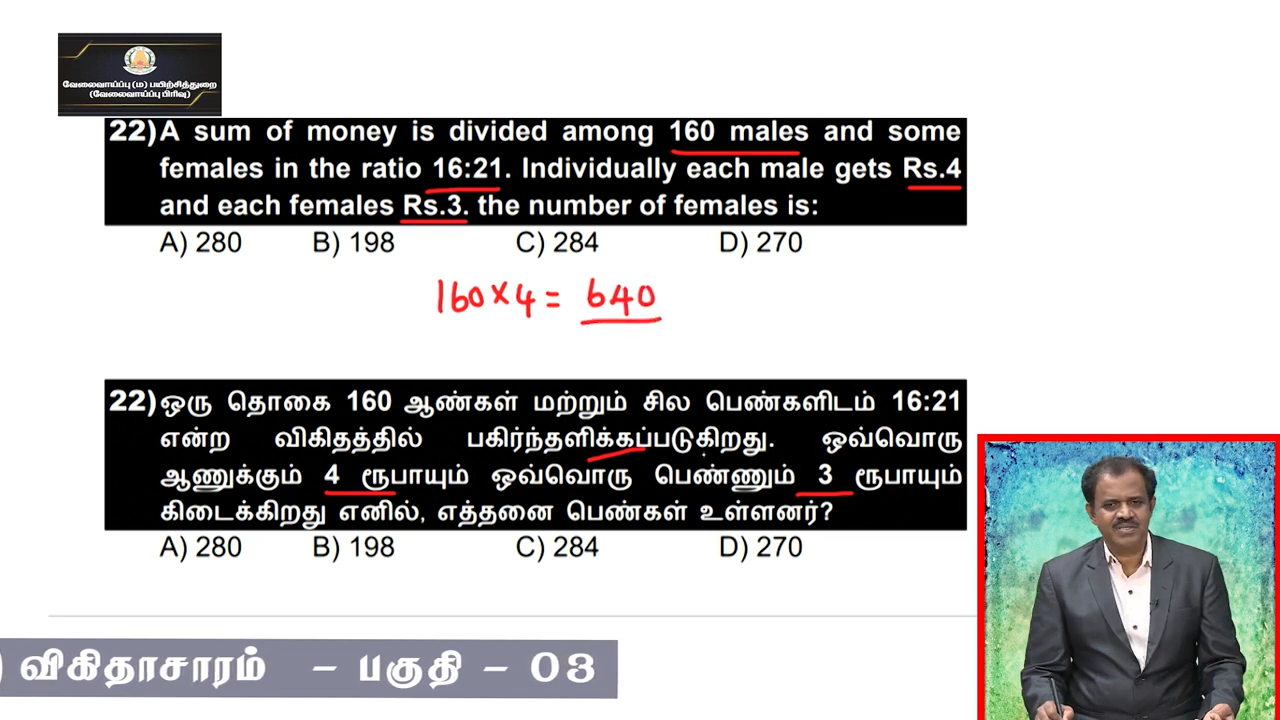 வேலைவாய்ப்பு (ம) பயிற்சித்துறை
(வேலைவாய்ப்பு பிரிவு)
22) A sum of money is divided among 160 males and some
females in the ratio 16:21. Individually each male gets Rs.4
and each females Rs.3. the number of females is:
A) 280 B) 198 C) 284 D) 270
160×4 = 640
22) ஒரு தொகை 160 ஆண்கள் மற்றும் சில பெண்களிடம் 16:21
என்ற விகிதத்தில் பகிர்ந்தளிக்கப்படுகிறது. ஒவ்வொரு
ஆணுக்கும் 4 ரூபாயும் ஒவ்வொரு பெண்ணும் 3 ரூபாயும்
கிடைக்கிறது எனில், எத்தனை பெண்கள் உள்ளனர்?
A) 280 B) 198 C) 284 D) 270
) விகிதாசாரம் – பகுதி – 03